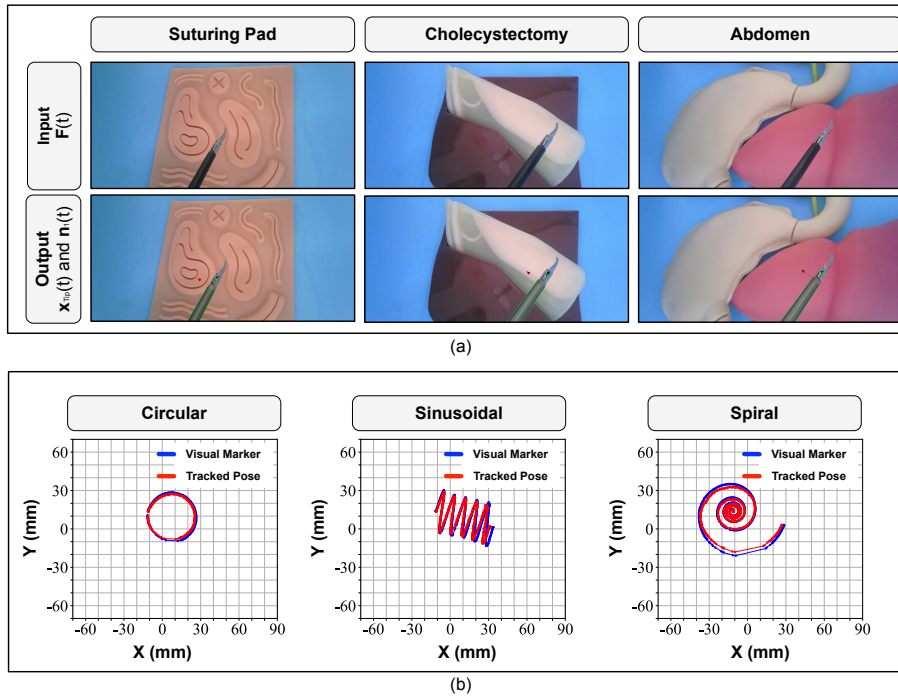 Suturing Pad
Cholecystectomy
Abdomen
Input
F(t)
Output
x_Tip(t) and n_l(t)
(a)
Circular
Sinusoidal
Spiral
60
30
0
-30
-60
Y (mm)
Visual Marker
Tracked Pose
-60 -30 0 30 60 90
X (mm)
60
30
0
-30
-60
Y (mm)
Visual Marker
Tracked Pose
-60 -30 0 30 60 90
X (mm)
60
30
0
-30
-60
Y (mm)
Visual Marker
Tracked Pose
-60 -30 0 30 60 90
X (mm)
(b)